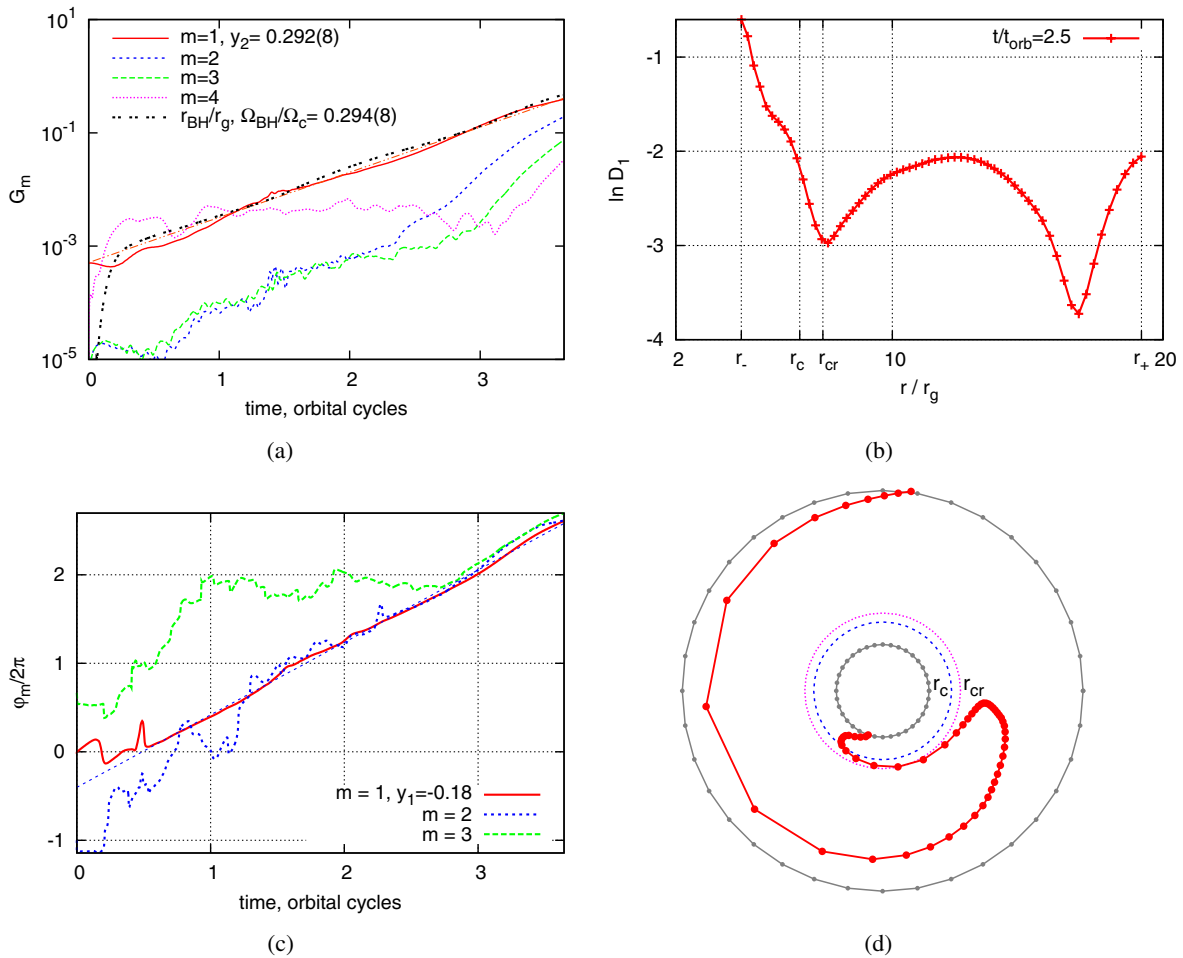 10^1
10^-1
10^-3
10^-5
G_m
m=1, y_2= 0.292(8)
m=2
m=3
m=4
r_BH/r_g, Ω_BH/Ω_c= 0.294(8)
0
1
2
3
time, orbital cycles
(a)
-1
-2
-3
-4
ln D_1
t/t_orb=2.5
2
10
20
r_-
r_c
r_cr
r_+
r / r_g
(b)
2
1
0
-1
φ_m/2π
m = 1, y_1=-0.18
m = 2
m = 3
0
1
2
3
time, orbital cycles
(c)
r_c
r_cr
(d)